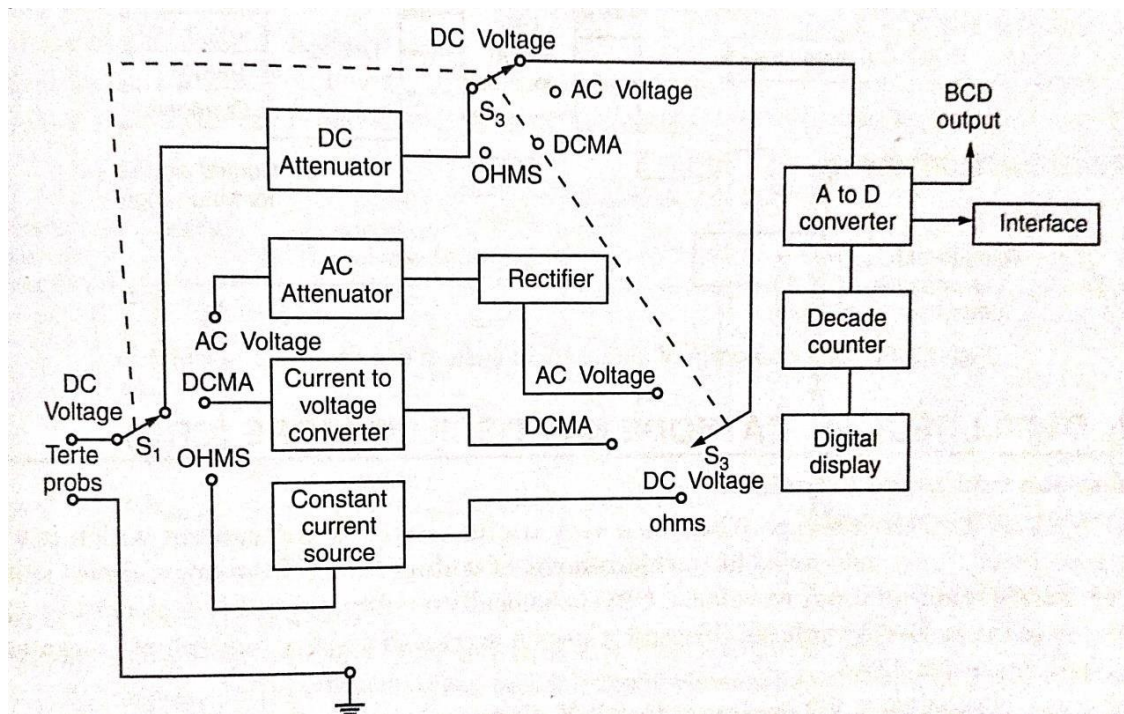 DC Voltage
S3
AC Voltage
DCMA
OHMS
DC
Attenuator
BCD
output
A to D
converter
Interface
AC
Attenuator
Rectifier
AC Voltage
Decade
counter
DC
Voltage
DCMA
Current to
voltage
converter
AC Voltage
DCMA
S1
Terte
probs
OHMS
S3
DC Voltage
ohms
Digital
display
Constant
current
source